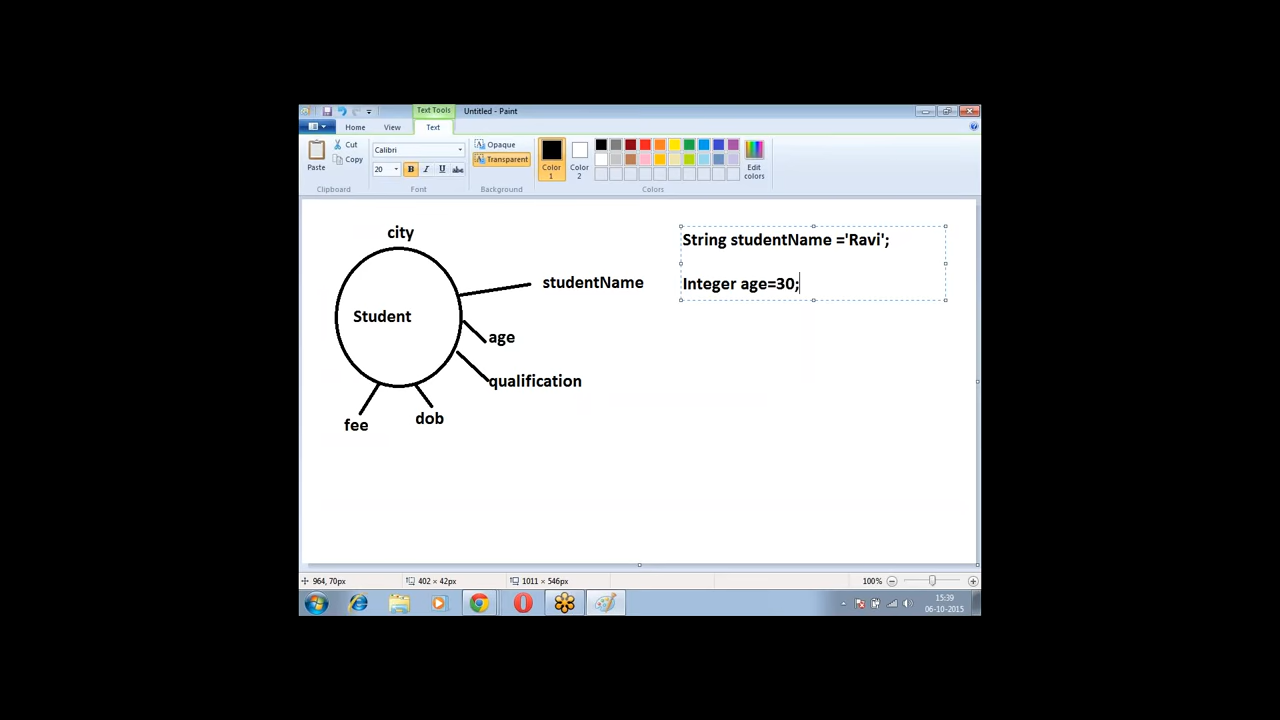 Text Tools
Untitled - Paint
Home
View
Text
Paste
Cut
Copy
Clipboard
Calibri
20
B
I
U
abc
Font
Opaque
Transparent
Background
Color
1
Color
2
Edit
colors
Colors
city
Student
studentName
age
qualification
dob
fee
String studentName ='Ravi';
Integer age=30;
964, 70px
402 × 42px
1011 × 546px
100%
15:39
06-10-2015